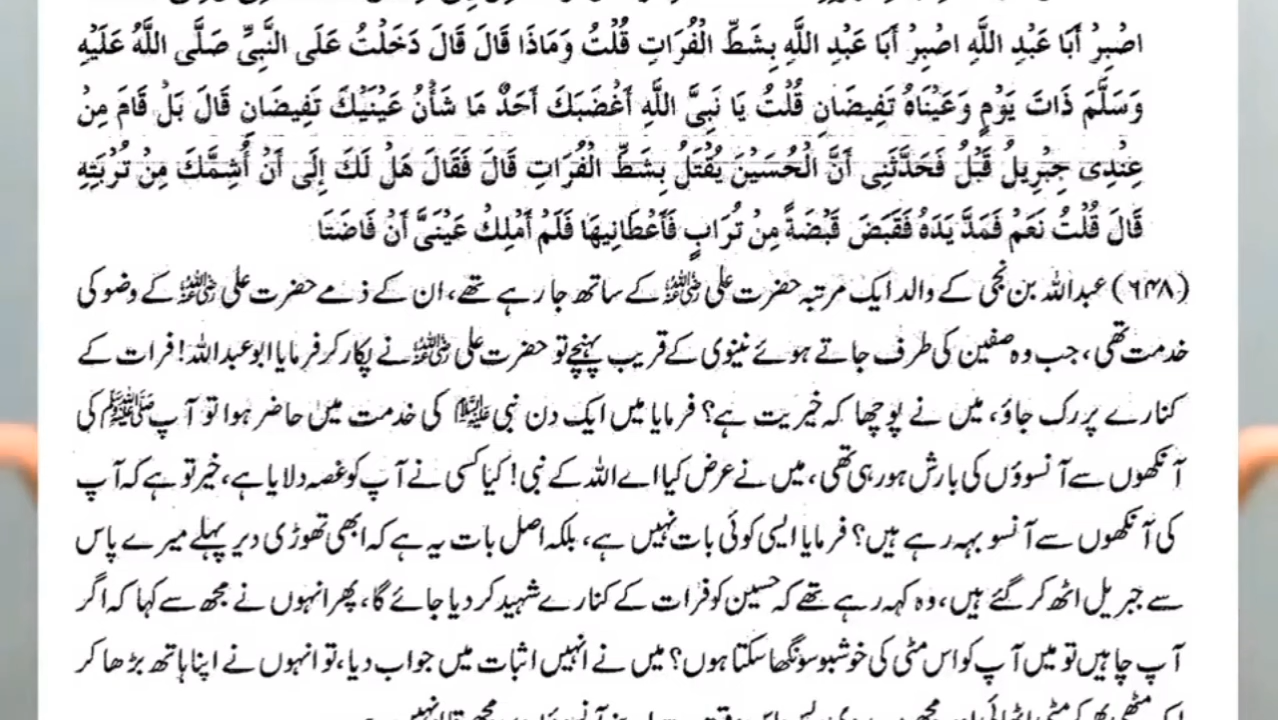 اصْبِرْ أَبَا عَبْدِ اللَّهِ اصْبِرْ أَبَا عَبْدِ اللَّهِ بِشَطِّ الْفُرَاتِ قُلْتُ وَمَاذَا قَالَ قَالَ دَخَلْتُ عَلَى النَّبِيِّ صَلَّى اللَّهُ عَلَيْهِ
وَسَلَّمَ ذَاتَ يَوْمٍ وَعَيْنَاهُ تَفِيضَانِ قُلْتُ يَا نَبِيَّ اللَّهِ أَغْضَبَكَ أَحَدٌ مَا شَأْنُ عَيْنَيْكَ تَفِيضَانِ قَالَ بَلْ قَامَ مِنْ
عِنْدِى جِبْرِيلُ قَبْلُ فَحَدَّثَنِى أَنَّ الْحُسَيْنَ يُقْتَلُ بِشَطِّ الْفُرَاتِ قَالَ فَقَالَ هَلْ لَكَ إِلَى أَنْ أُشِمَّكَ مِنْ تُرْبَتِهِ
قَالَ قُلْتُ نَعَمْ فَمَدَّ يَدَهُ فَقَبَضَ قَبْضَةً مِنْ تُرَابٍ فَأَعْطَانِيهَا فَلَمْ أَمْلِكْ عَيْنَيَّ أَنْ فَاضَتَا
(۶۴۸) عبداللہ بن نجی کے والد ایک مرتبہ حضرت علی رضی اللہ عنہ کے ساتھ جا رہے تھے، ان کے ذمے حضرت علی رضی اللہ عنہ کے وضو کی
خدمت تھی، جب وہ صفین کی طرف جاتے ہوئے نینوی کے قریب پہنچے تو حضرت علی رضی اللہ عنہ نے پکار کر فرمایا ابو عبداللہ! فرات کے
کنارے پر رک جاؤ، میں نے پوچھا کہ خیریت ہے؟ فرمایا میں ایک دن نبی علیہ السلام کی خدمت میں حاضر ہوا تو آپ صلی اللہ علیہ وسلم کی
آنکھوں سے آنسوؤں کی بارش ہو رہی تھی، میں نے عرض کیا اے اللہ کے نبی! کیا کسی نے آپ کو غصہ دلایا ہے، خیر تو ہے کہ آپ
کی آنکھوں سے آنسو بہہ رہے ہیں؟ فرمایا ایسی کوئی بات نہیں ہے، بلکہ اصل بات یہ ہے کہ ابھی تھوڑی دیر پہلے میرے پاس
سے جبریل اٹھ کر گئے ہیں، وہ کہہ رہے تھے کہ حسین کو فرات کے کنارے شہید کر دیا جائے گا، پھر انہوں نے مجھ سے کہا کہ اگر
آپ چاہیں تو میں آپ کو اس مٹی کی خوشبو سونگھا سکتا ہوں؟ میں نے انہیں اثبات میں جواب دیا، تو انہوں نے اپنا ہاتھ بڑھا کر